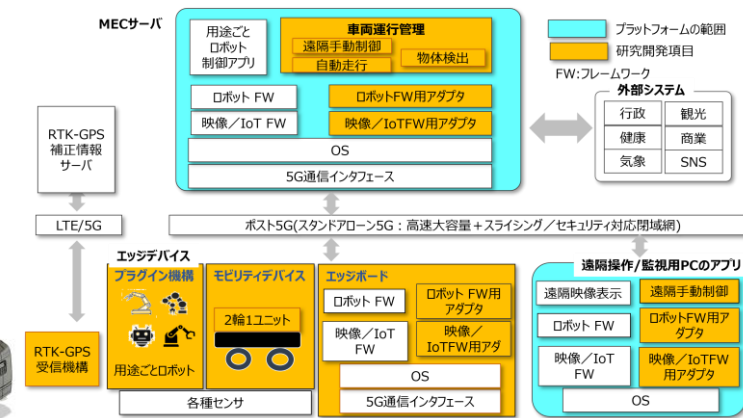 MECサーバ
用途ごと
ロボット
制御アプリ
車両運行管理
遠隔手動制御
自動走行
物体検出
ロボット FW
ロボットFW用アダプタ
映像／IoT FW
映像／IoTFW用アダプタ
OS
5G通信インタフェース
プラットフォームの範囲
研究開発項目
FW:フレームワーク
外部システム
行政
観光
健康
商業
気象
SNS
RTK-GPS
補正情報
サーバ
LTE/5G
ポスト5G(スタンドアローン5G：高速大容量＋スライシング／セキュリティ対応閉域網)
エッジデバイス
プラグイン機構
用途ごとロボット
モビリティデバイス
2輪1ユニット
各種センサ
RTK-GPS
受信機構
エッジボード
ロボット FW
ロボット FW用
アダプタ
映像／IoT
FW
映像／
IoTFW用アダ
OS
5G通信インタフェース
遠隔操作/監視用PCのアプリ
遠隔映像表示
遠隔手動制御
ロボット FW
ロボットFW用ア
ダプタ
映像／IoT
FW
映像／IoTFW
用アダプタ
OS